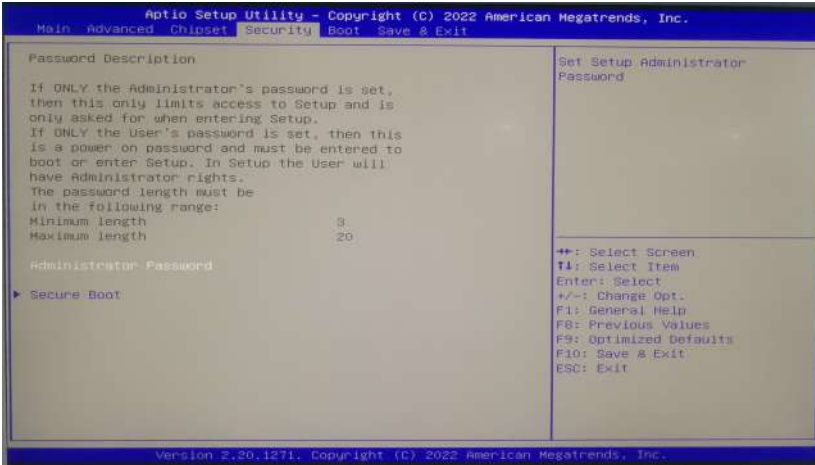 Aptio Setup Utility – Copyright (C) 2022 American Megatrends, Inc.
Main Advanced Chipset Security Boot Save & Exit
Password Description
If ONLY the Administrator's password is set,
then this only limits access to Setup and is
only asked for when entering Setup.
If ONLY the User's password is set, then this
is a power on password and must be entered to
boot or enter Setup. In Setup the User will
have Administrator rights.
The password length must be
in the following range:
Minimum length 3
Maximum length 20
Administrator Password
Secure Boot
Set Setup Administrator
Password
→←: Select Screen
↑↓: Select Item
Enter: Select
+/-: Change Opt.
F1: General Help
F8: Previous Values
F9: Optimized Defaults
F10: Save & Exit
ESC: Exit
Version 2.20.1271. Copyright (C) 2022 American Megatrends, Inc.